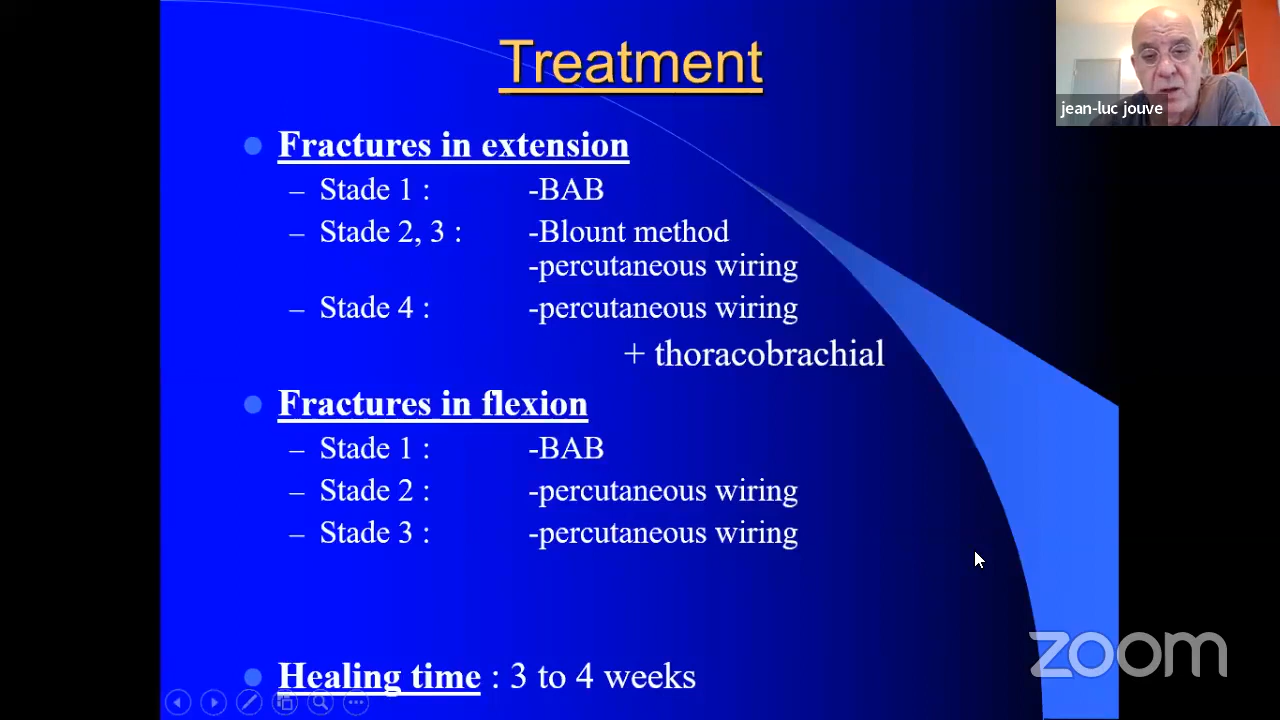 Treatment
jean-luc jouve
Fractures in extension
– Stade 1 : -BAB
– Stade 2, 3 : -Blount method
-percutaneous wiring
– Stade 4 : -percutaneous wiring
+ thoracobrachial
Fractures in flexion
– Stade 1 : -BAB
– Stade 2 : -percutaneous wiring
– Stade 3 : -percutaneous wiring
Healing time : 3 to 4 weeks
zoom